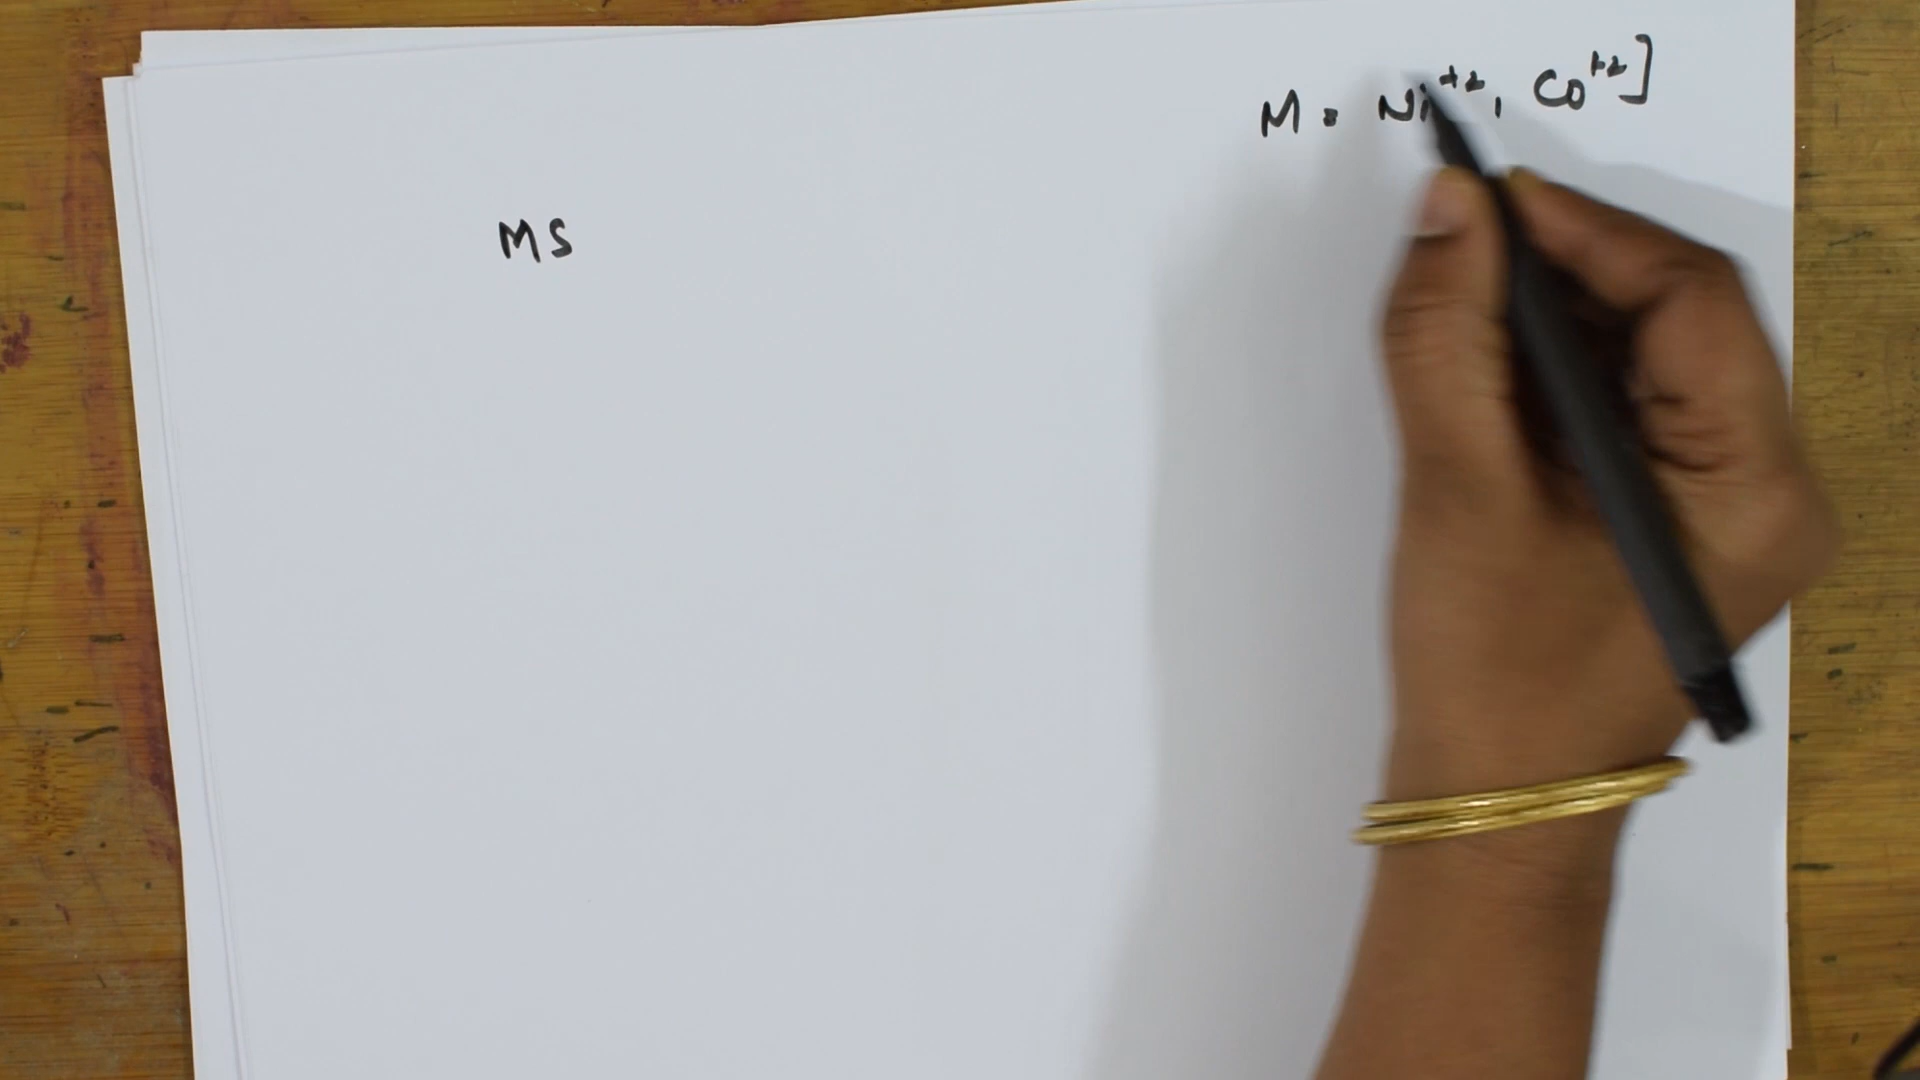 M = Ni+2, Co+2]
MS